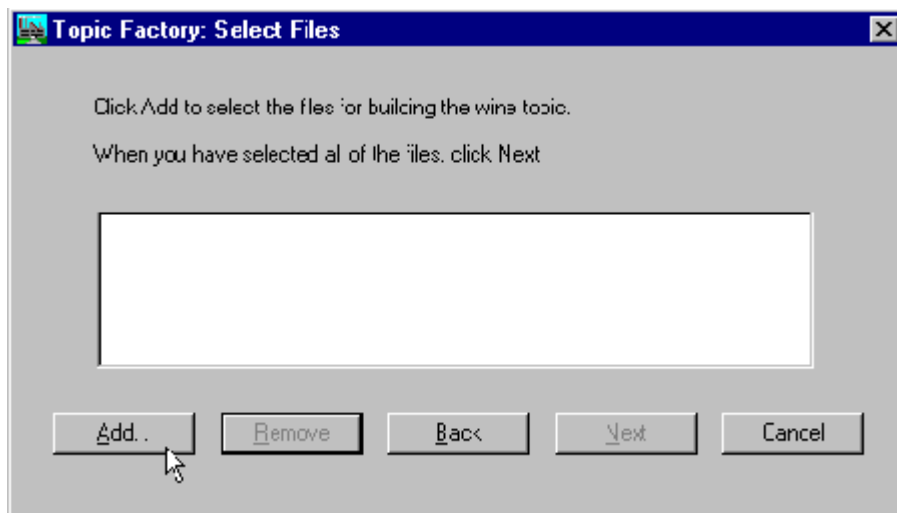 Topic Factory: Select Files
Click Add to select the files for building the wine topic.
When you have selected all of the files, click Next
Add...
Remove
Back
Next
Cancel